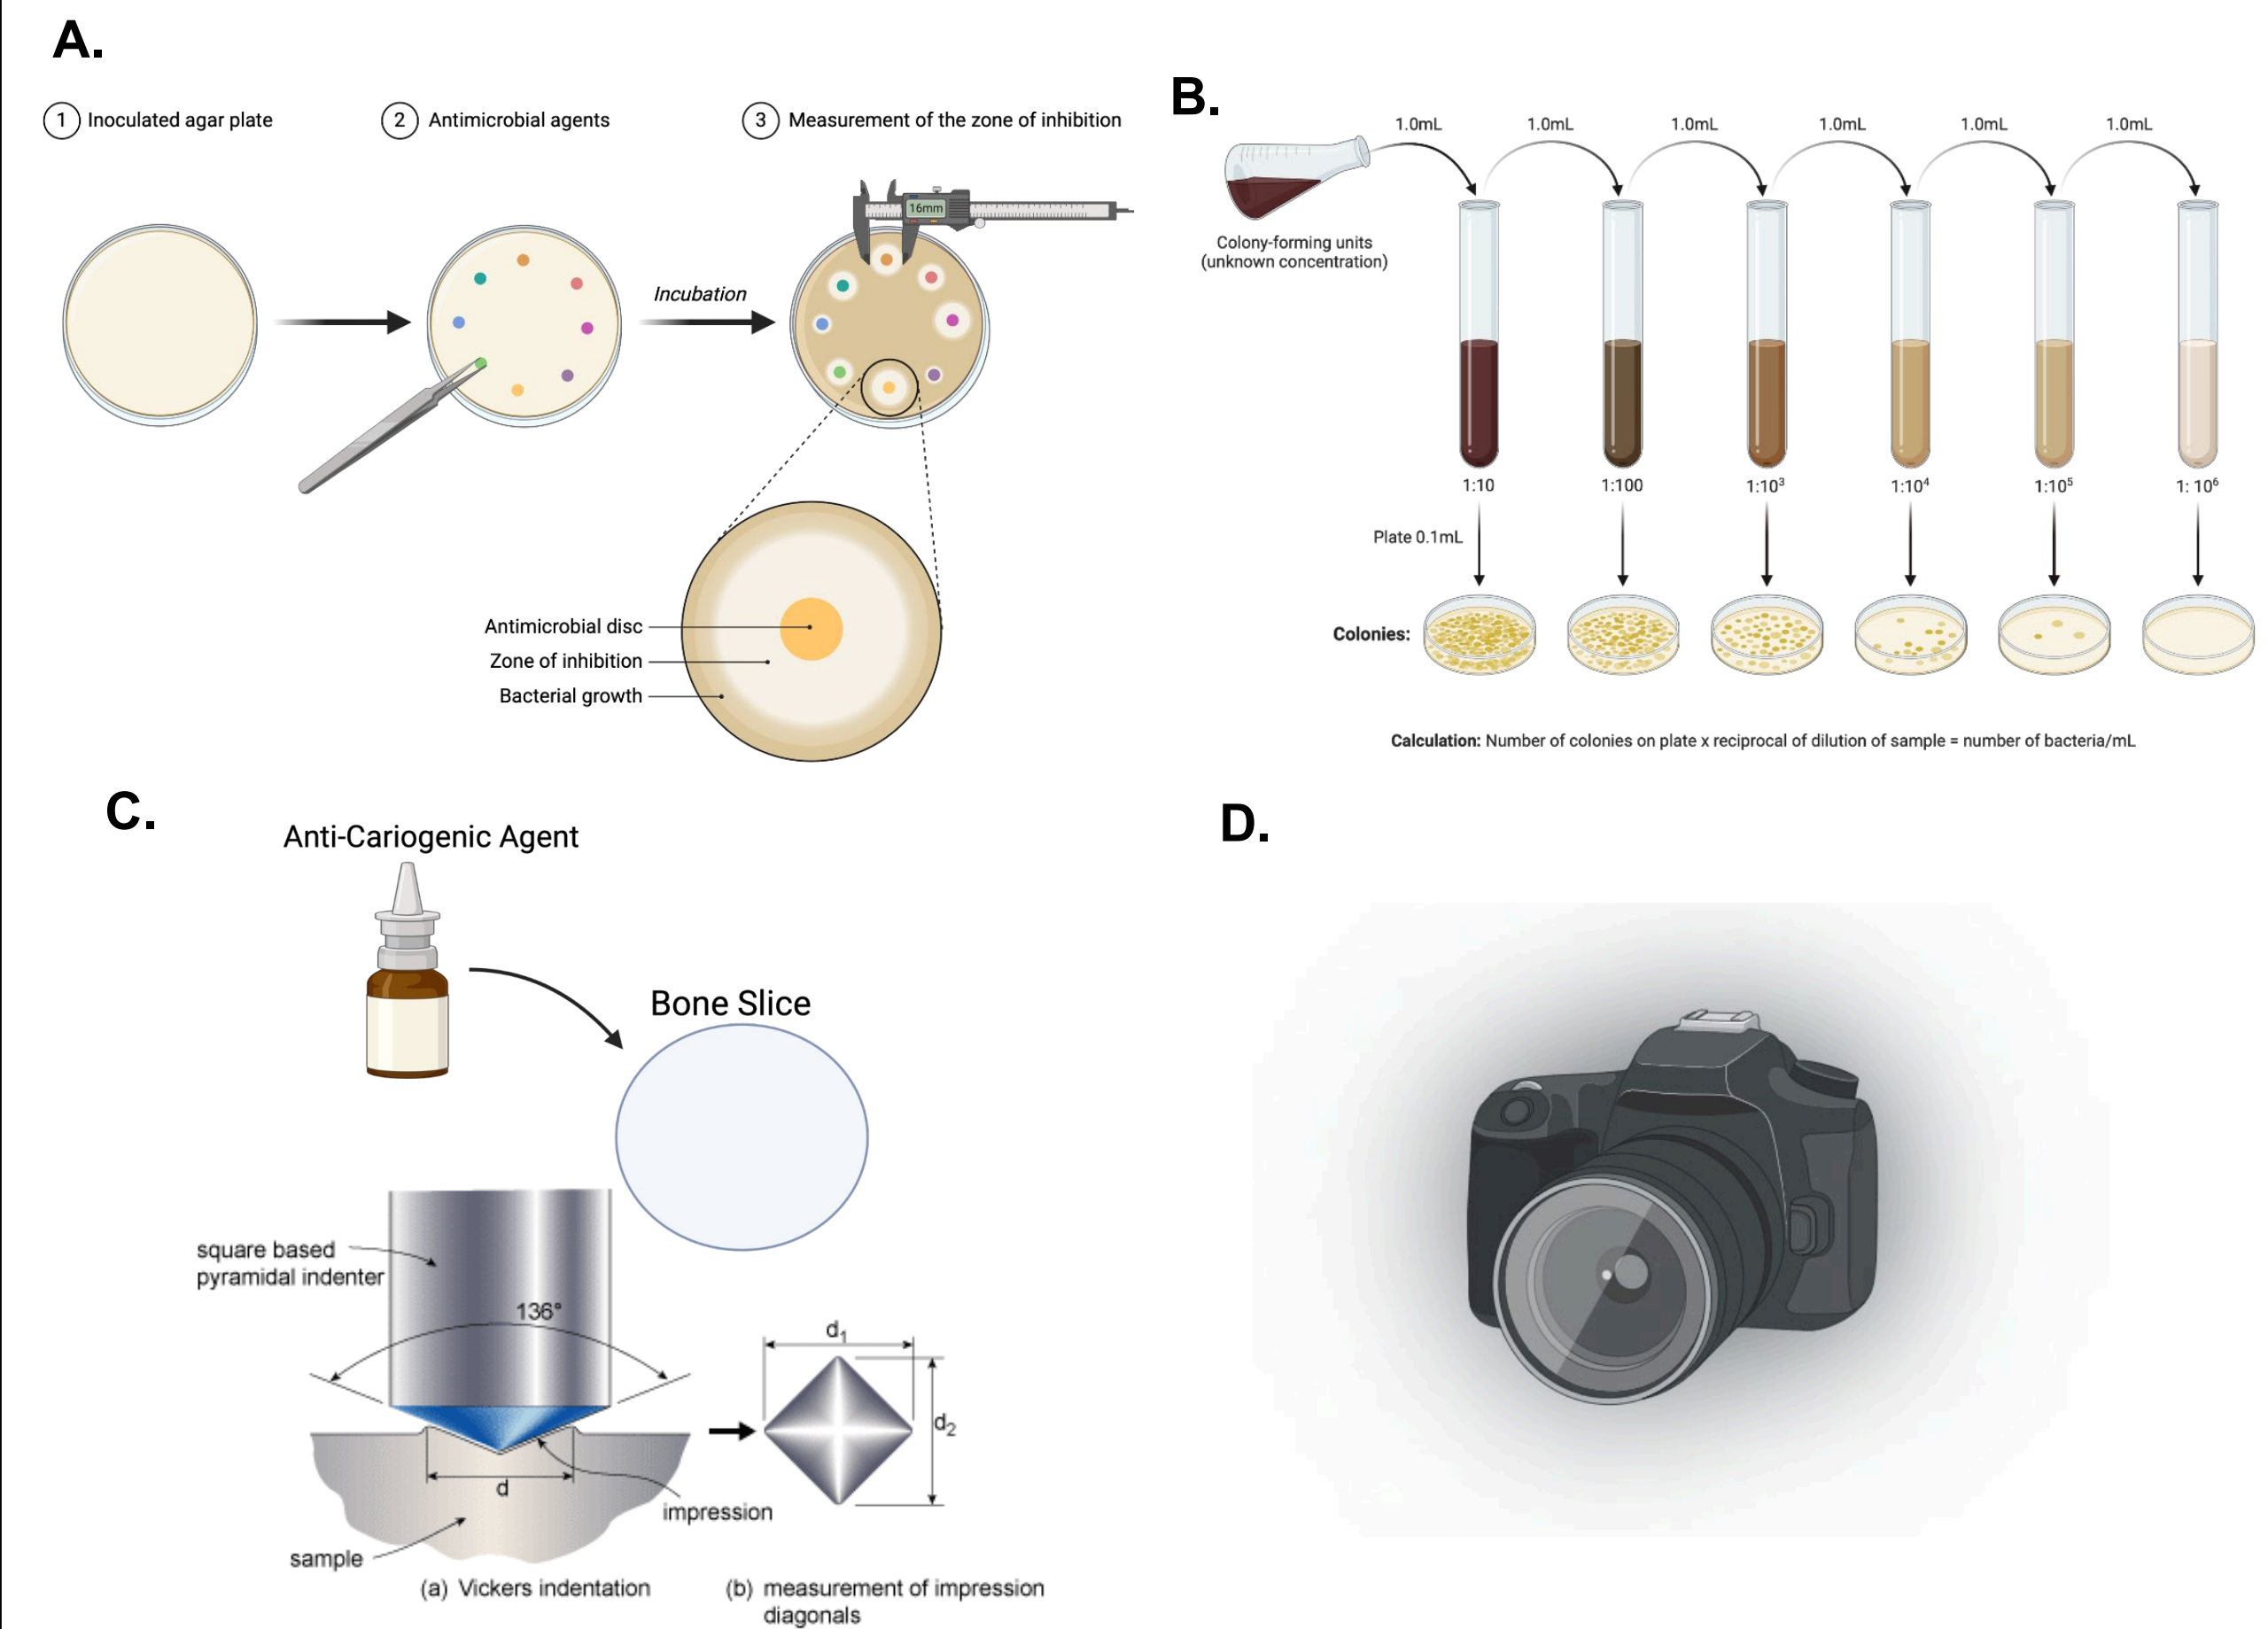 A.
1 Inoculated agar plate
2 Antimicrobial agents
3 Measurement of the zone of inhibition
16mm
Incubation
Antimicrobial disc
Zone of inhibition
Bacterial growth
B.
1.0mL 1.0mL 1.0mL 1.0mL 1.0mL 1.0mL
Colony-forming units
(unknown concentration)
1:10 1:100 1:10³ 1:10⁴ 1:10⁵ 1: 10⁶
Plate 0.1mL
Colonies:
Calculation: Number of colonies on plate x reciprocal of dilution of sample = number of bacteria/mL
C.
Anti-Cariogenic Agent
Bone Slice
square based
pyramidal indenter
136°
d
impression
sample
d₁
d₂
(a) Vickers indentation
(b) measurement of impression
diagonals
D.